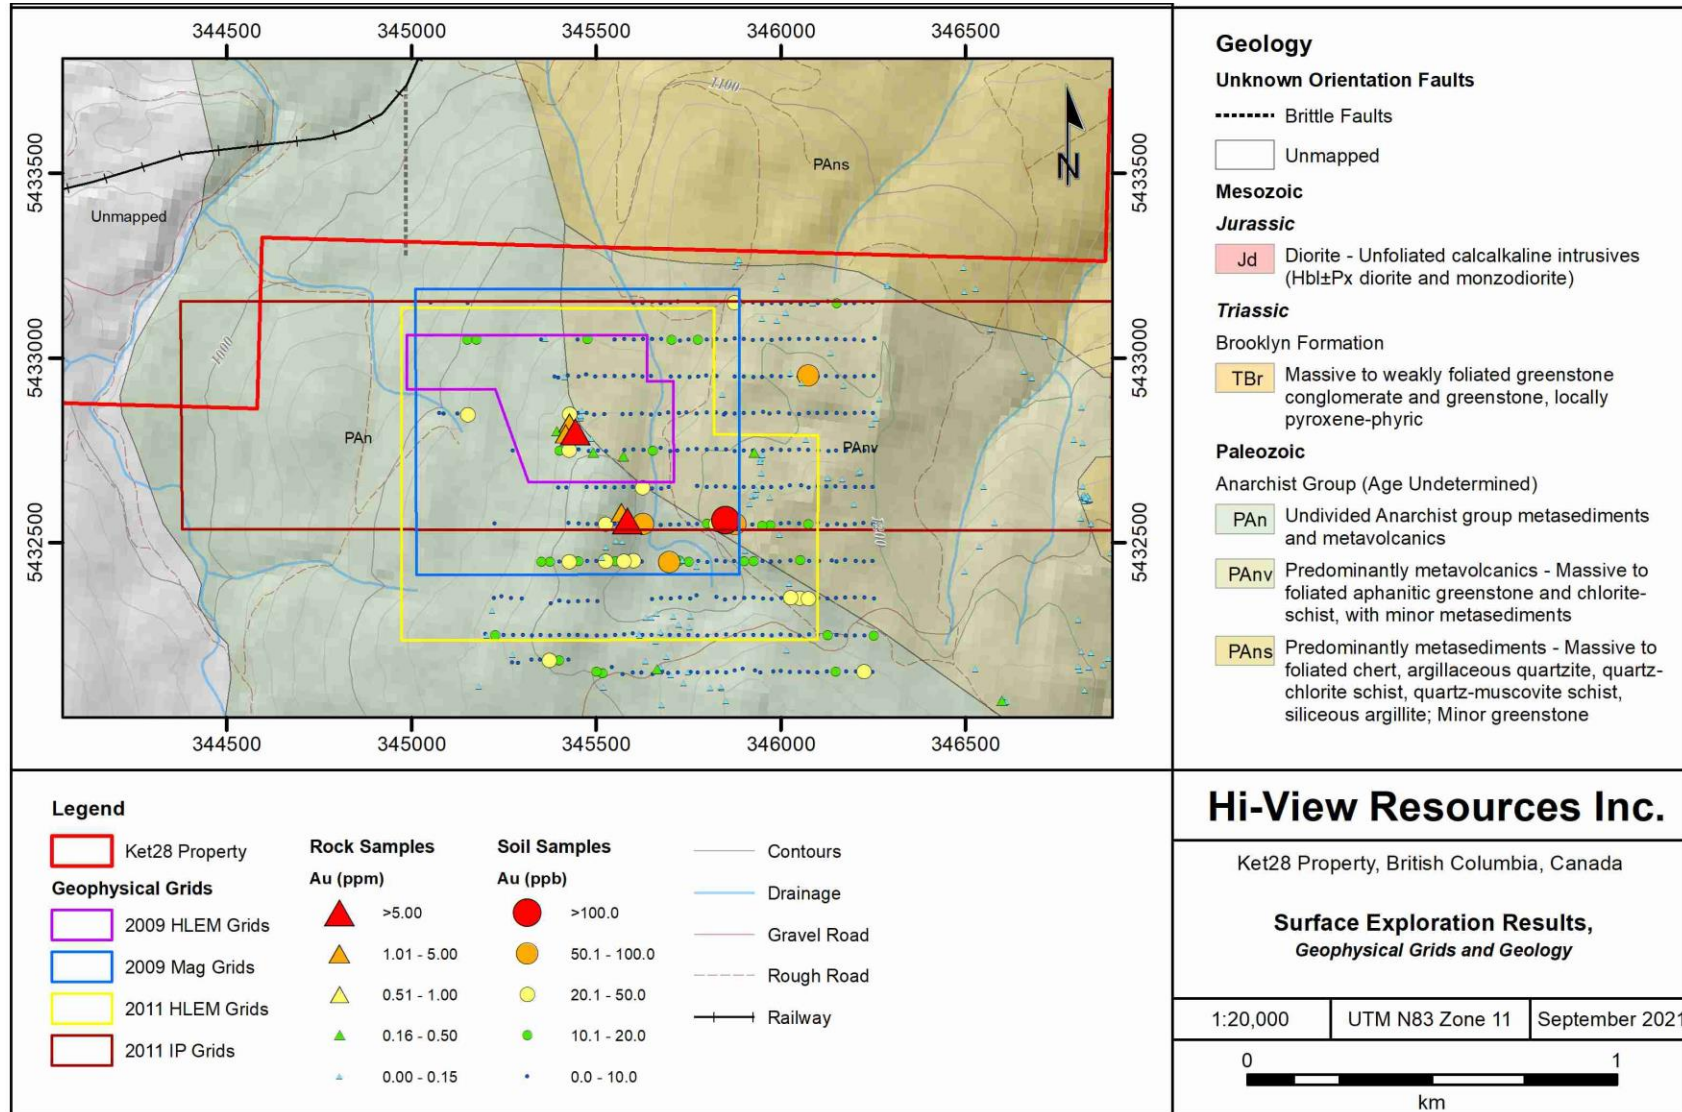 344500 345000 345500 346000 346500
1100
5433500 5433500
PAns
N
Unmapped
5433000 5433000
1000
PAn PAnv
5432500 5432500
344500 345000 345500 346000 346500
Geology
Unknown Orientation Faults
Brittle Faults
Unmapped
Mesozoic
Jurassic
Jd Diorite - Unfoliated calcalkaline intrusives
(Hbl±Px diorite and monzodiorite)
Triassic
Brooklyn Formation
TBr Massive to weakly foliated greenstone
conglomerate and greenstone, locally
pyroxene-phyric
Paleozoic
Anarchist Group (Age Undetermined)
PAn Undivided Anarchist group metasediments
and metavolcanics
PAnv Predominantly metavolcanics - Massive to
foliated aphanitic greenstone and chlorite-
schist, with minor metasediments
PAns Predominantly metasediments - Massive to
foliated chert, argillaceous quartzite, quartz-
chlorite schist, quartz-muscovite schist,
siliceous argillite; Minor greenstone
Legend
Ket28 Property
Geophysical Grids
2009 HLEM Grids
2009 Mag Grids
2011 HLEM Grids
2011 IP Grids
Rock Samples
Au (ppm)
>5.00
1.01 - 5.00
0.51 - 1.00
0.16 - 0.50
0.00 - 0.15
Soil Samples
Au (ppb)
>100.0
50.1 - 100.0
20.1 - 50.0
10.1 - 20.0
0.0 - 10.0
Contours
Drainage
Gravel Road
Rough Road
Railway
Hi-View Resources Inc.
Ket28 Property, British Columbia, Canada
Surface Exploration Results,
Geophysical Grids and Geology
1:20,000 UTM N83 Zone 11 September 2021
0 1
km